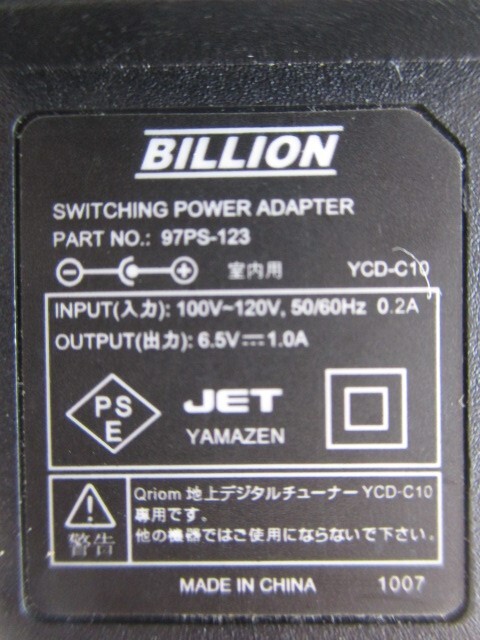 BILLION
SWITCHING POWER ADAPTER
PART NO.: 97PS-123
室内用 YCD-C10
INPUT(入力): 100V~120V, 50/60Hz 0.2A
OUTPUT(出力): 6.5V⎓1.0A
PS
E
JET
YAMAZEN
Qriom 地上デジタルチューナー YCD-C10
専用です。
他の機器ではご使用にならないで下さい。
警告
MADE IN CHINA 1007